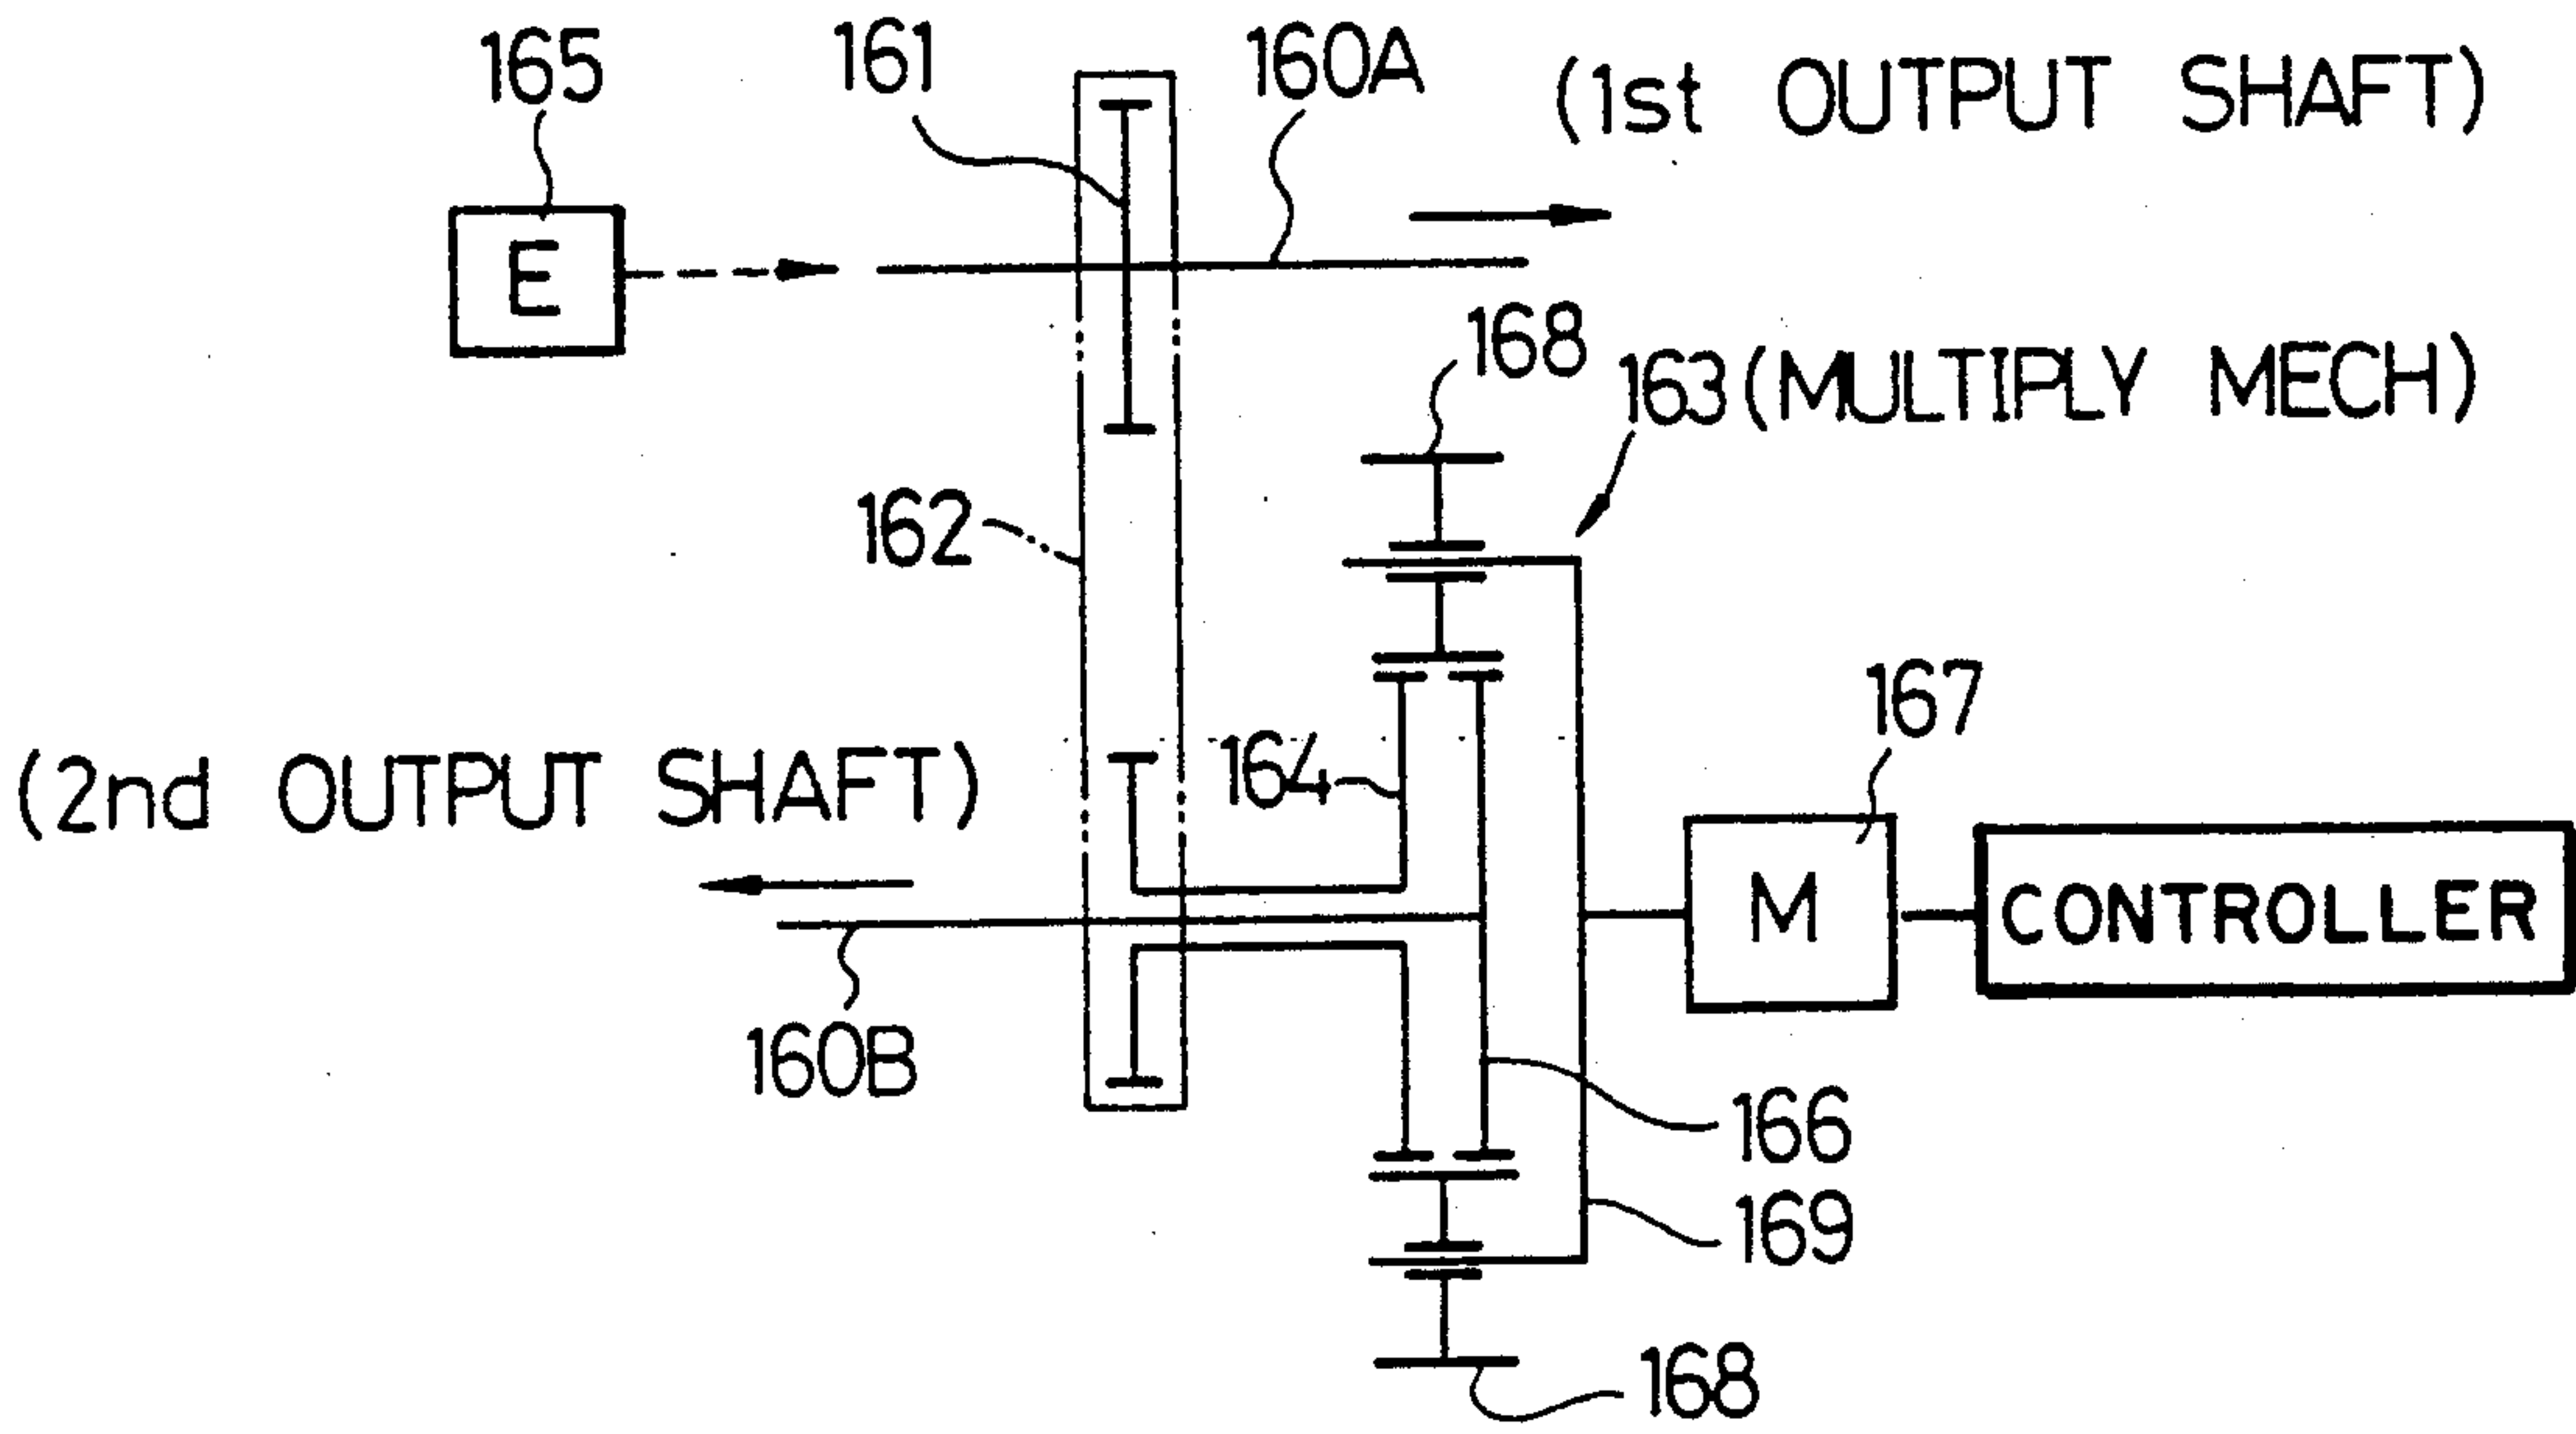 165
161
160A
(1st OUTPUT SHAFT)
E
168
163 (MULTIPLY MECH)
162
167
164
(2nd OUTPUT SHAFT)
M
CONTROLLER
160B
166
169
168